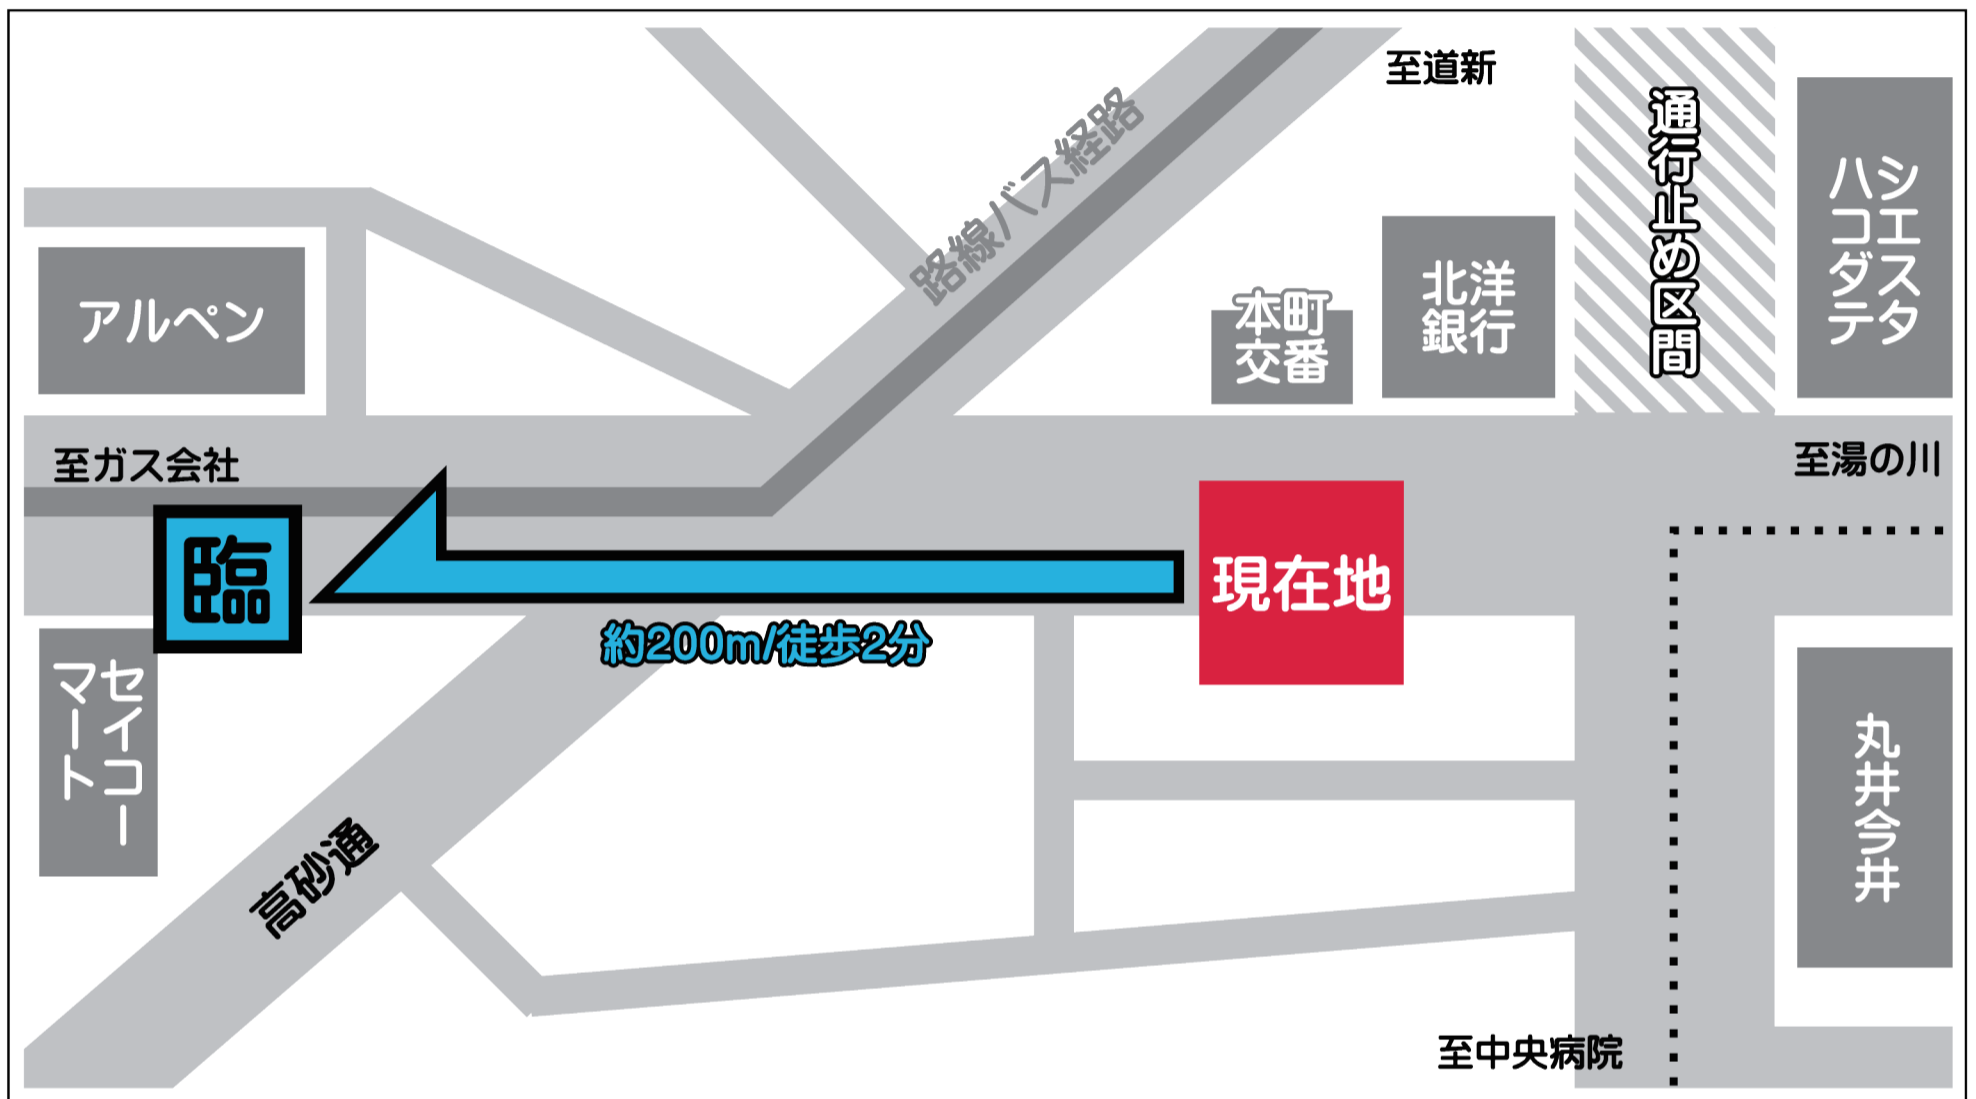 至道新
通行止め区間
シエスタ
ハコダテ
路線バス経路
北洋
銀行
本町
交番
アルペン
至ガス会社
至湯の川
臨
現在地
約200m/徒歩2分
セイコー
マート
丸井今井
高砂通
至中央病院